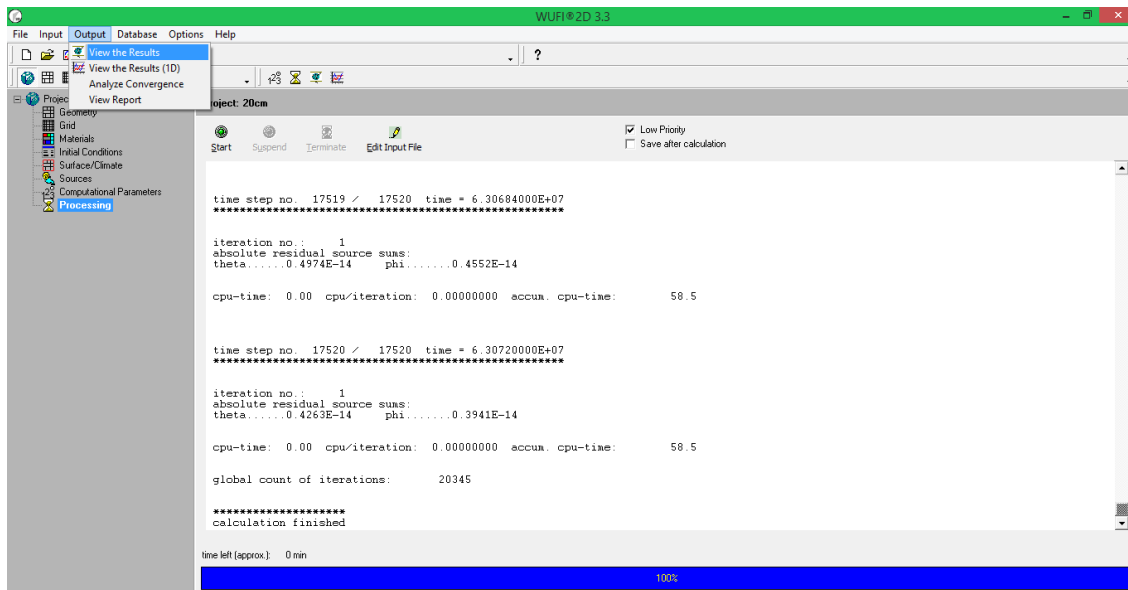 WUFI®2D 3.3
File Input Output Database Options Help
View the Results
View the Results (1D)
Analyze Convergence
View Report
?
Project: 20cm
Geometry
Grid
Materials
Initial Conditions
Surface/Climate
Sources
Computational Parameters
Processing
Start Suspend Terminate Edit Input File
Low Priority
Save after calculation
time step no. 17519 / 17520 time = 6.30684000E+07
******************************************************
iteration no.: 1
absolute residual source sums:
theta......0.4974E-14 phi.......0.4552E-14
cpu-time: 0.00 cpu/iteration: 0.00000000 accum. cpu-time: 58.5
time step no. 17520 / 17520 time = 6.30720000E+07
******************************************************
iteration no.: 1
absolute residual source sums:
theta......0.4263E-14 phi.......0.3941E-14
cpu-time: 0.00 cpu/iteration: 0.00000000 accum. cpu-time: 58.5
global count of iterations: 20345
********************
calculation finished
time left (approx.): 0 min
100%